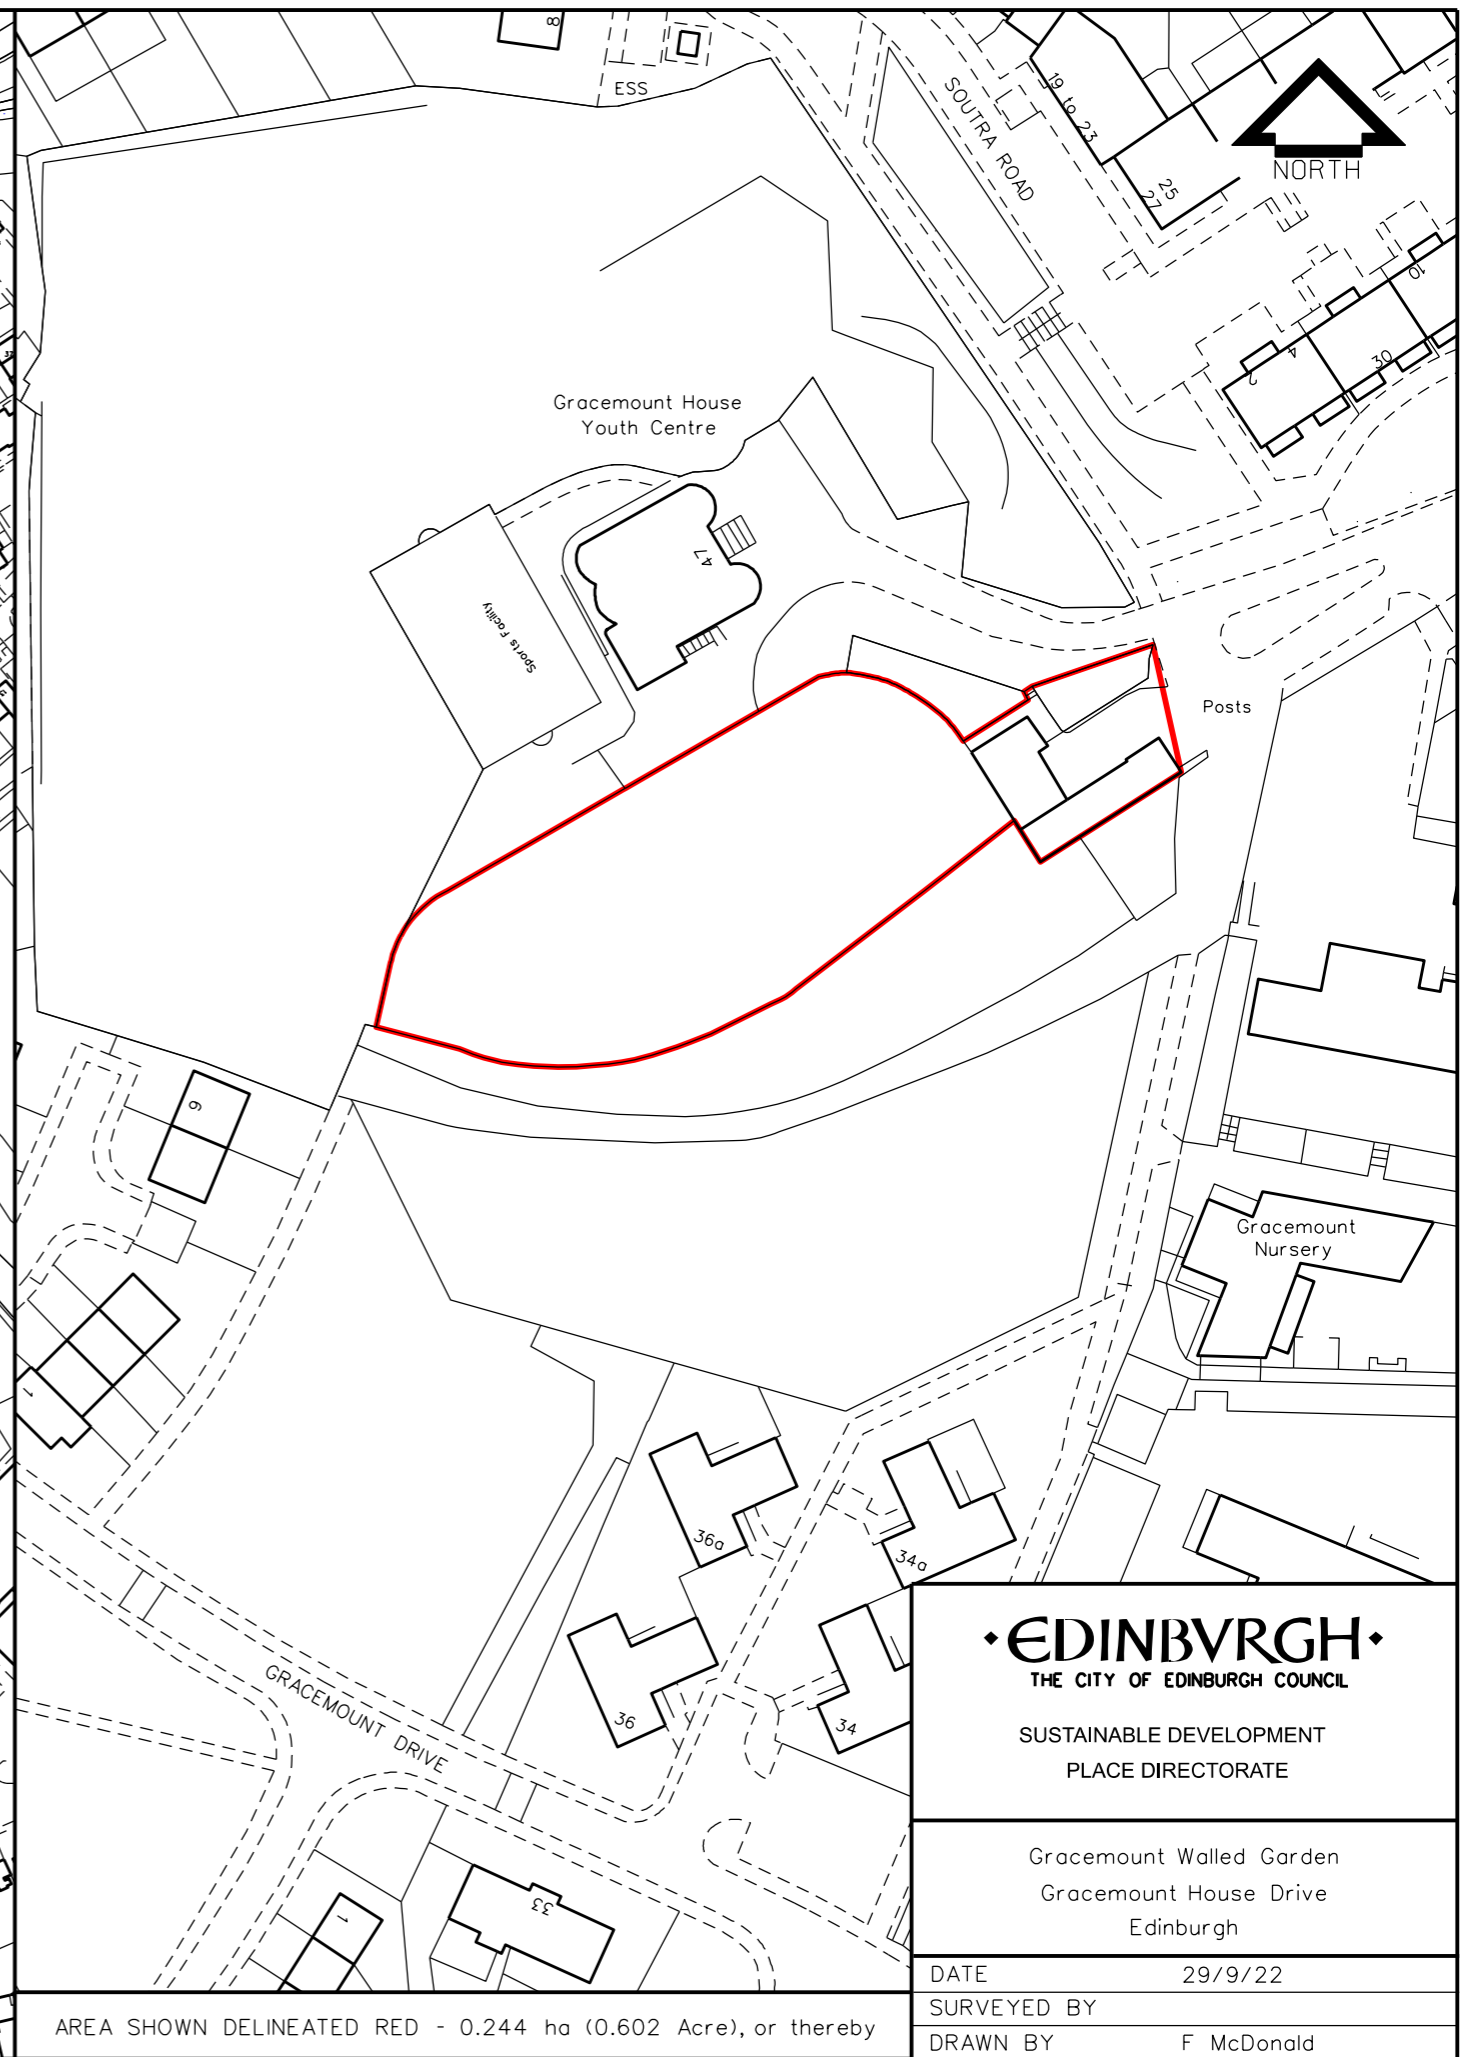 8
ESS
SOUTRA ROAD
19 to 23
25
27
NORTH
10
4
2
30
37
Gracemount House
Youth Centre
47
Sports Facility
Posts
9
Gracemount
Nursery
1
36a
34a
36
34
GRACEMOUNT DRIVE
33
1
•EDINBVRGH•
THE CITY OF EDINBURGH COUNCIL
SUSTAINABLE DEVELOPMENT
PLACE DIRECTORATE
Gracemount Walled Garden
Gracemount House Drive
Edinburgh
DATE 29/9/22
SURVEYED BY
DRAWN BY F McDonald
AREA SHOWN DELINEATED RED - 0.244 ha (0.602 Acre), or thereby